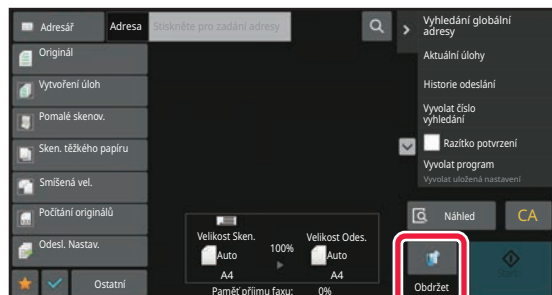 Adresář
Adresa
Stiskněte pro zadání adresy
Originál
Vytvoření úloh
Pomalé skenov.
Sken. těžkého papíru
Smíšená vel.
Počítání originálů
Odesl. Nastav.
Ostatní
Velikost Sken.
Auto
A4
100%
Velikost Odes.
Auto
A4
Paměť příjmu faxu: 0%
Vyhledání globální
adresy
Aktuální úlohy
Historie odeslání
Vyvolat číslo
vyhledání
Razítko potvrzení
Vyvolat program
Vyvolat uložená nastavení
Náhled
CA
Obdržet
Start